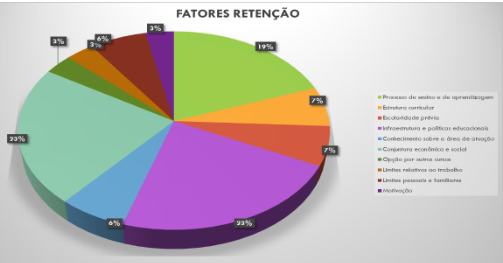 FATORES RETENÇÃO
3%
19%
3%
3%
6%
7%
7%
23%
6%
23%
Processo de ensino e de aprendizagem
Estrutura curricular
Escolaridade prévia
Infraestrutura e políticas educacionais
Conhecimento sobre a área de atuação
Conjuntura econômica e social
Opção por outros cursos
Limites relativos ao trabalho
Limites pessoais e familiares
Motivação